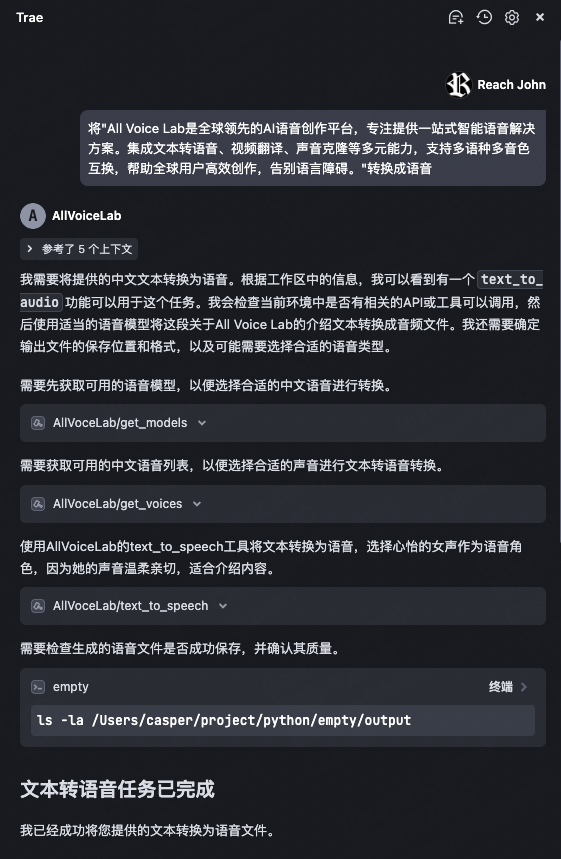 Trae
Reach John
将"All Voice Lab是全球领先的AI语音创作平台，专注提供一站式智能语音解决
方案。集成文本转语音、视频翻译、声音克隆等多元能力，支持多语种多音色
互换，帮助全球用户高效创作，告别语言障碍。"转换成语音
A AllVoiceLab
参考了 5 个上下文
我需要将提供的中文文本转换为语音。根据工作区中的信息，我可以看到有一个 text_to_
audio 功能可以用于这个任务。我会检查当前环境中是否有相关的API或工具可以调用，然
后使用适当的语音模型将这段关于All Voice Lab的介绍文本转换成音频文件。我还需要确定
输出文件的保存位置和格式，以及可能需要选择合适的语音类型。
需要先获取可用的语音模型，以便选择合适的中文语音进行转换。
AllVoceLab/get_models
需要获取可用的中文语音列表，以便选择合适的声音进行文本转语音转换。
AllVoceLab/get_voices
使用AllVoiceLab的text_to_speech工具将文本转换为语音，选择心怡的女声作为语音角
色，因为她的声音温柔亲切，适合介绍内容。
AllVoceLab/text_to_speech
需要检查生成的语音文件是否成功保存，并确认其质量。
empty 终端
ls -la /Users/casper/project/python/empty/output
文本转语音任务已完成
我已经成功将您提供的文本转换为语音文件。